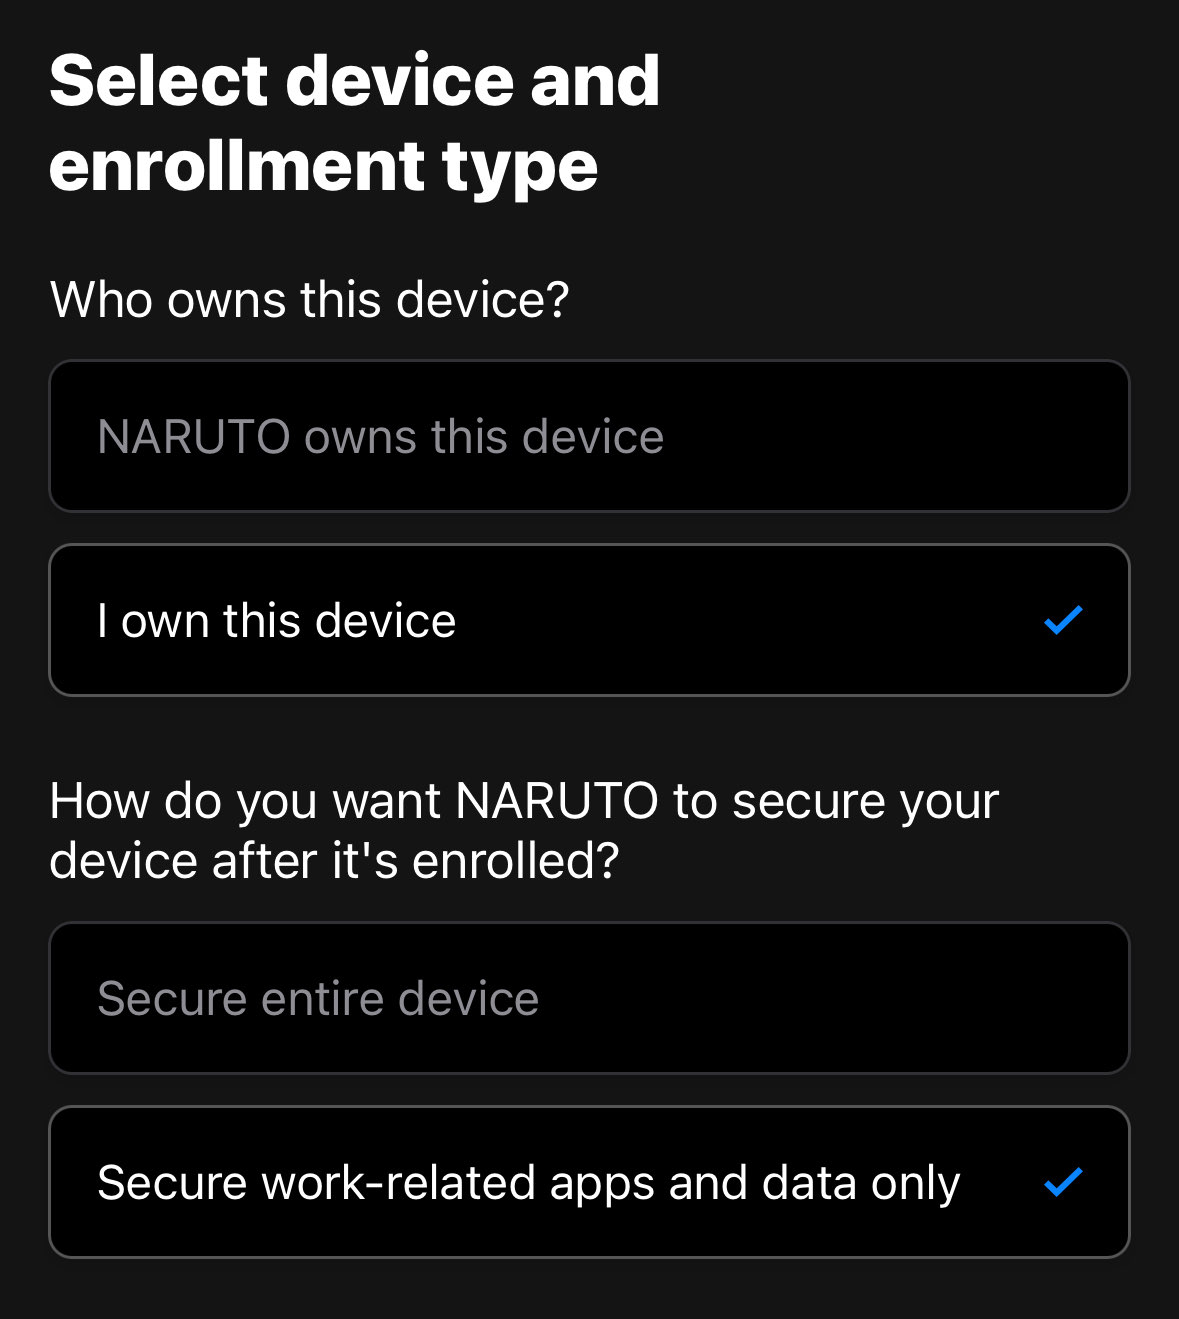 Select device and
enrollment type
Who owns this device?
NARUTO owns this device
I own this device
How do you want NARUTO to secure your
device after it's enrolled?
Secure entire device
Secure work-related apps and data only